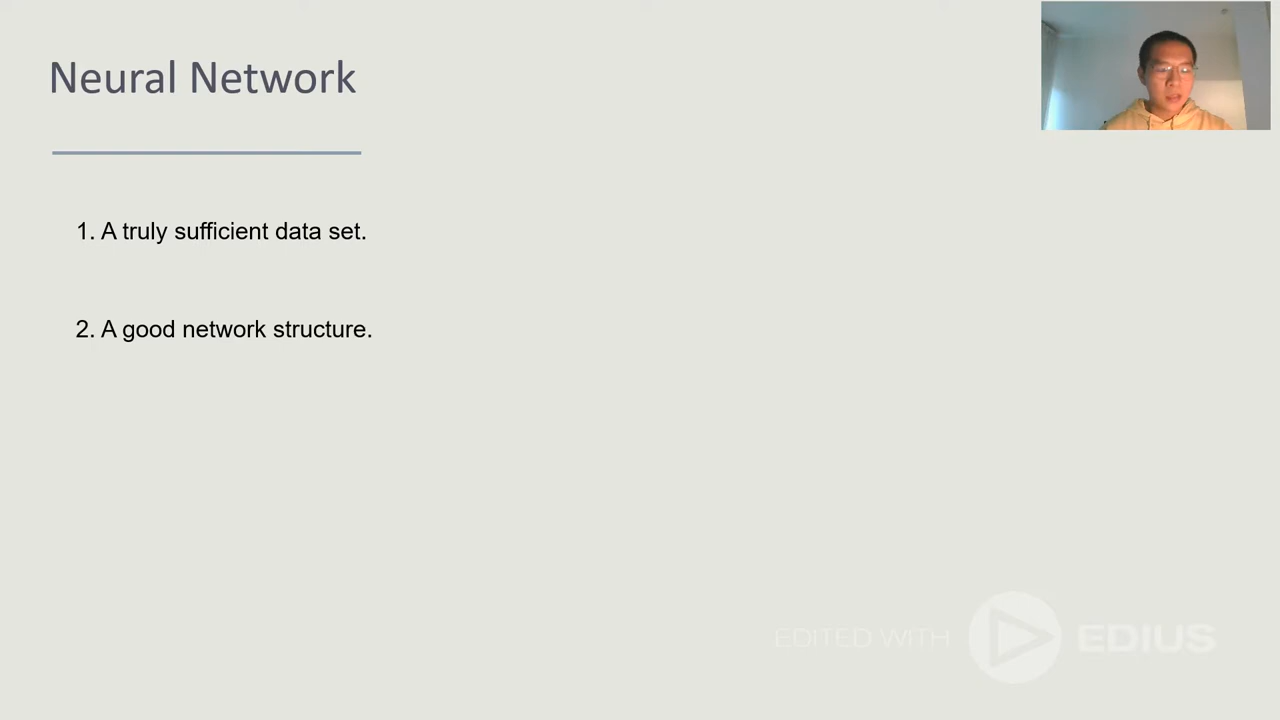 Neural Network
1. A truly sufficient data set.
2. A good network structure.
EDITED WITH EDIUS